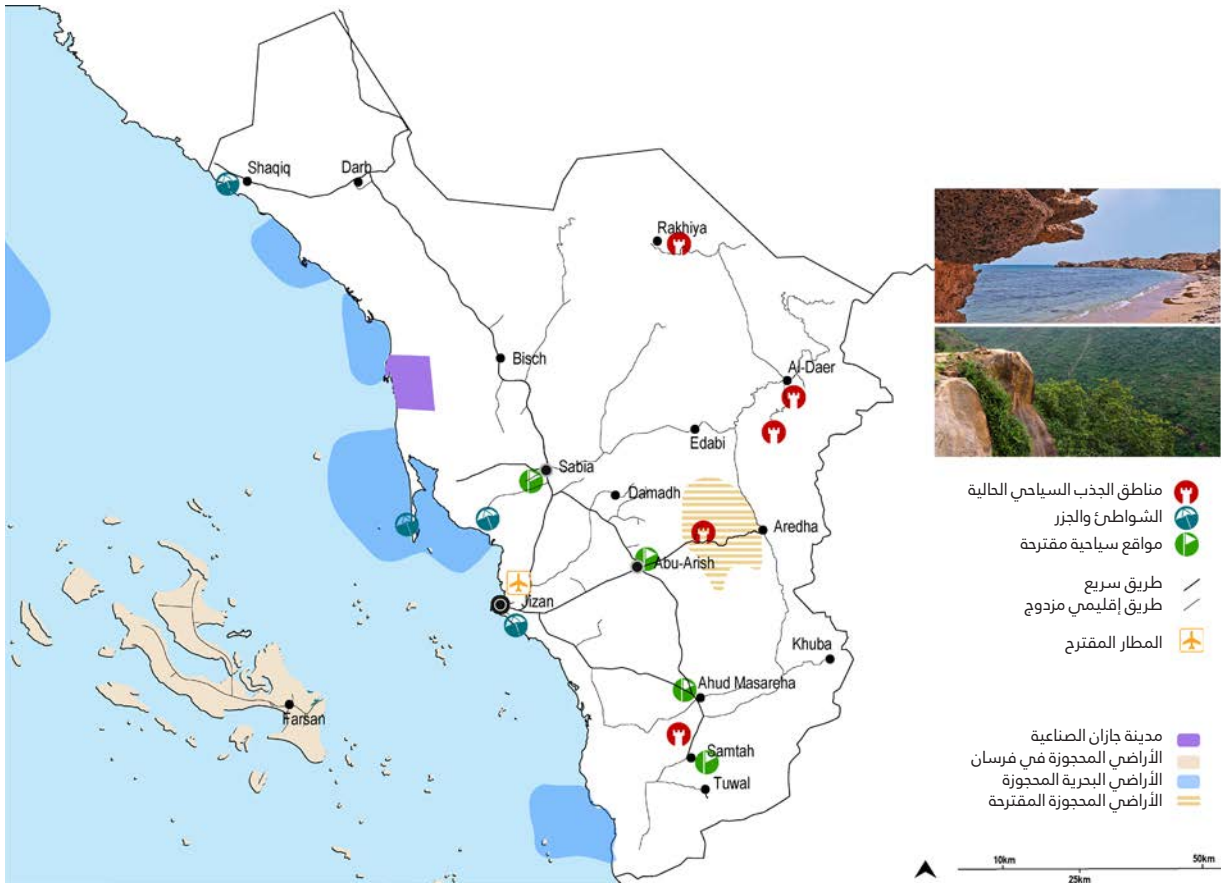 Shaqiq
Darb
Rakhiya
Bisch
Al-Daer
Edabi
Sabia
Damadh
Aredha
Abu-Arish
Jizan
Khuba
Ahud Masareha
Farsan
Samtah
Tuwal
مناطق الجذب السياحي الحالية
الشواطئ والجزر
مواقع سياحية مقترحة
طريق سريع
طريق إقليمي مزدوج
المطار المقترح
مدينة جازان الصناعية
الأراضي المحجوزة في فرسان
الأراضي البحرية المحجوزة
الأراضي المحجوزة المقترحة
10km
50km
25km